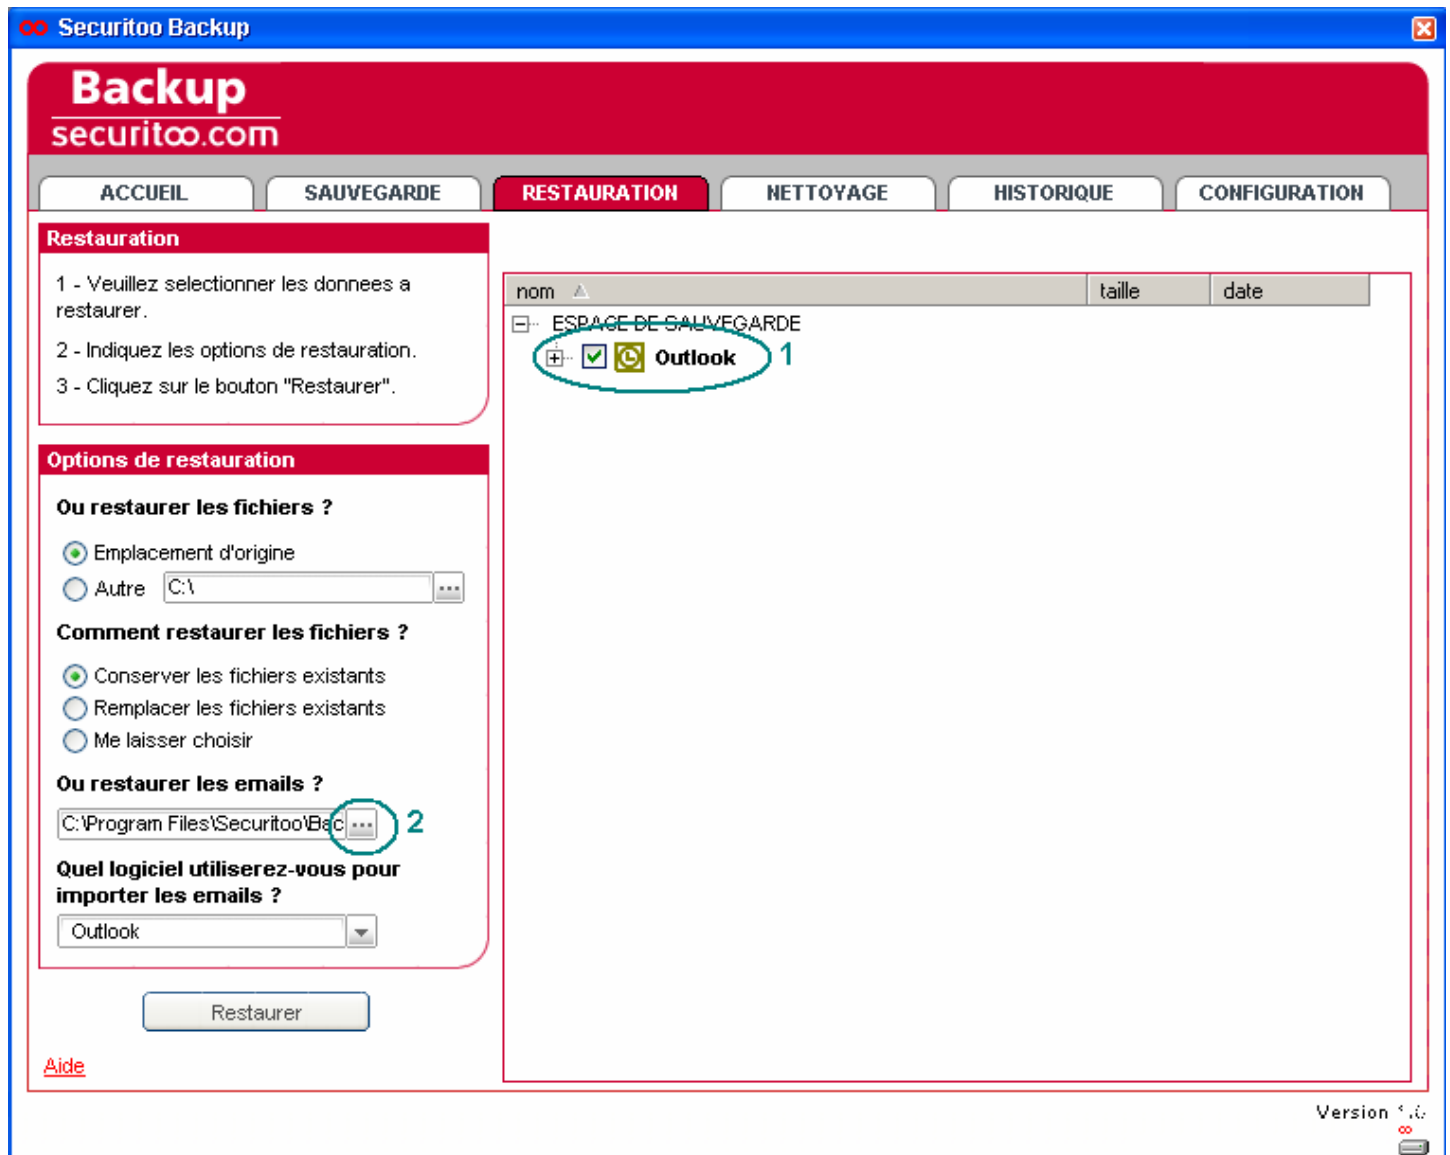 Securitoo Backup
Backup
securitoo.com
ACCUEIL
SAUVEGARDE
RESTAURATION
NETTOYAGE
HISTORIQUE
CONFIGURATION
Restauration
1 - Veuillez selectionner les donnees a
restaurer.
2 - Indiquez les options de restauration.
3 - Cliquez sur le bouton "Restaurer".
Options de restauration
Ou restaurer les fichiers ?
Emplacement d'origine
Autre C:\ ...
Comment restaurer les fichiers ?
Conserver les fichiers existants
Remplacer les fichiers existants
Me laisser choisir
Ou restaurer les emails ?
C:\Program Files\Securitoo\Bac ... 2
Quel logiciel utiliserez-vous pour
importer les emails ?
Outlook
Restaurer
Aide
nom taille date
ESPACE DE SAUVEGARDE
Outlook 1
Version